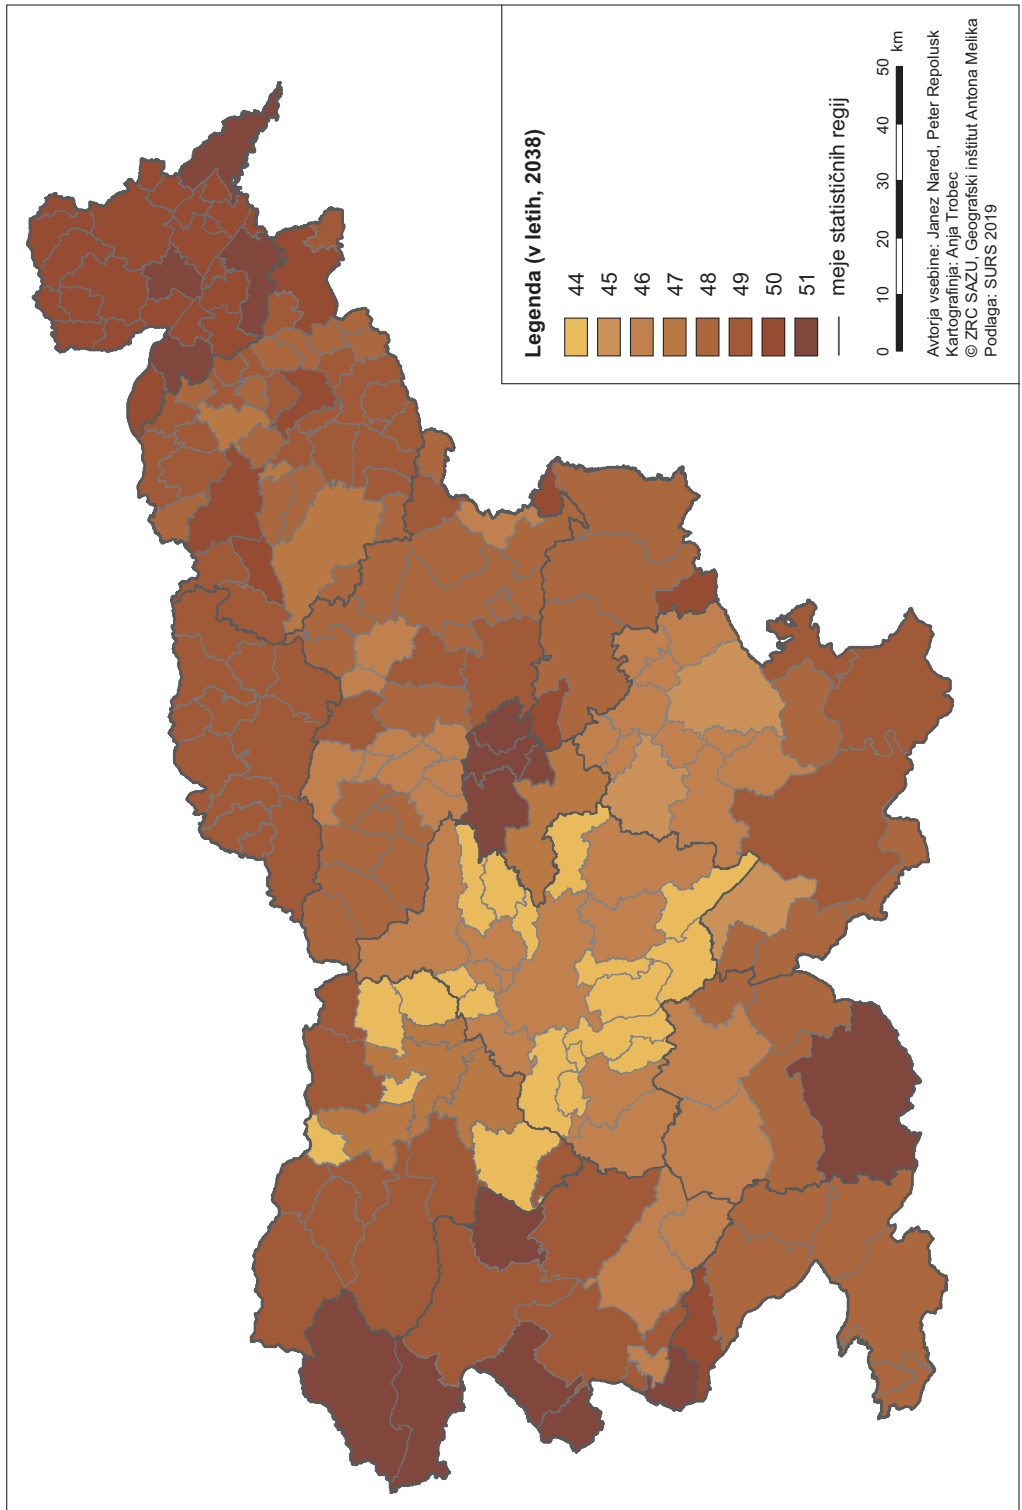 Legenda (v letih, 2038)
44
45
46
47
48
49
50
51
meje statističnih regij
0 10 20 30 40 50 km
Avtorja vsebine: Janez Nared, Peter Repolusk
Kartografinja: Anja Trobec
© ZRC SAZU, Geografski inštitut Antona Melika
Podlaga: SURS 2019